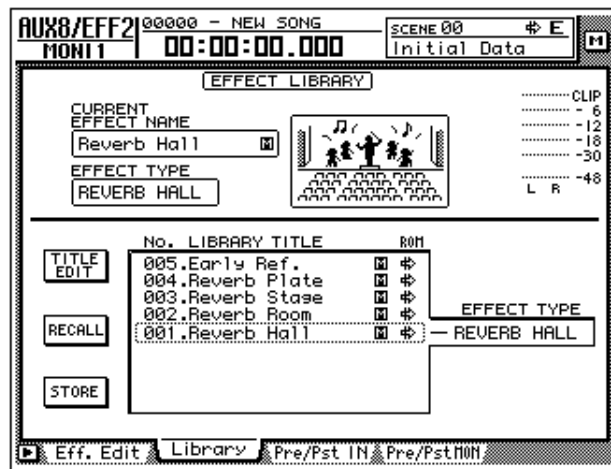 AUX8/EFF2 00000 - NEW SONG SCENE 00 E
MONI1 00:00:00.000 Initial Data M
EFFECT LIBRARY
CURRENT
EFFECT NAME
Reverb Hall M
EFFECT TYPE
REVERB HALL
CLIP
- 6
-12
-18
-30
-48
L R
No. LIBRARY TITLE ROM
TITLE EDIT
005.Early Ref. M
004.Reverb Plate M
003.Reverb Stage M
002.Reverb Room M
001.Reverb Hall M
EFFECT TYPE
REVERB HALL
RECALL
STORE
Eff. Edit Library Pre/Pst IN Pre/PstMON